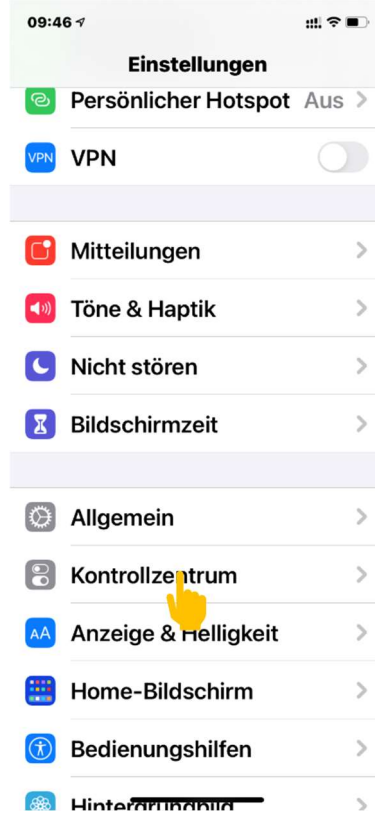 09:46
Einstellungen
Persönlicher Hotspot Aus
VPN VPN
Mitteilungen
Töne & Haptik
Nicht stören
Bildschirmzeit
Allgemein
Kontrollzentrum
AA Anzeige & Helligkeit
Home-Bildschirm
Bedienungshilfen
Hintergrundbild